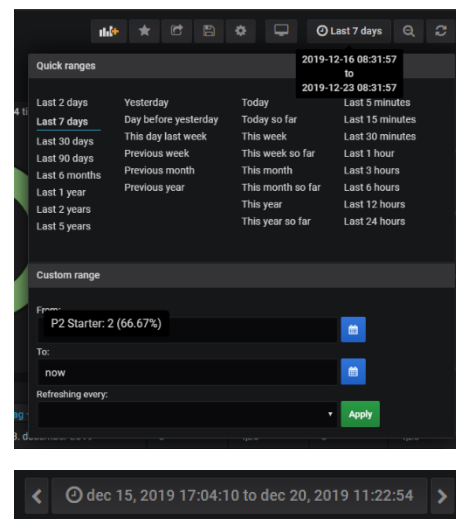 Last 7 days
Quick ranges
2019-12-16 08:31:57
to
2019-12-23 08:31:57
Last 2 days Yesterday Today Last 5 minutes
Last 7 days Day before yesterday Today so far Last 15 minutes
Last 30 days This day last week This week Last 30 minutes
Last 90 days Previous week This week so far Last 1 hour
Last 6 months Previous month This month Last 3 hours
Last 1 year Previous year This month so far Last 6 hours
Last 2 years This year Last 12 hours
Last 5 years This year so far Last 24 hours
Custom range
From:
P2 Starter: 2 (66.67%)
To:
now
Refreshing every:
Apply
dec 15, 2019 17:04:10 to dec 20, 2019 11:22:54